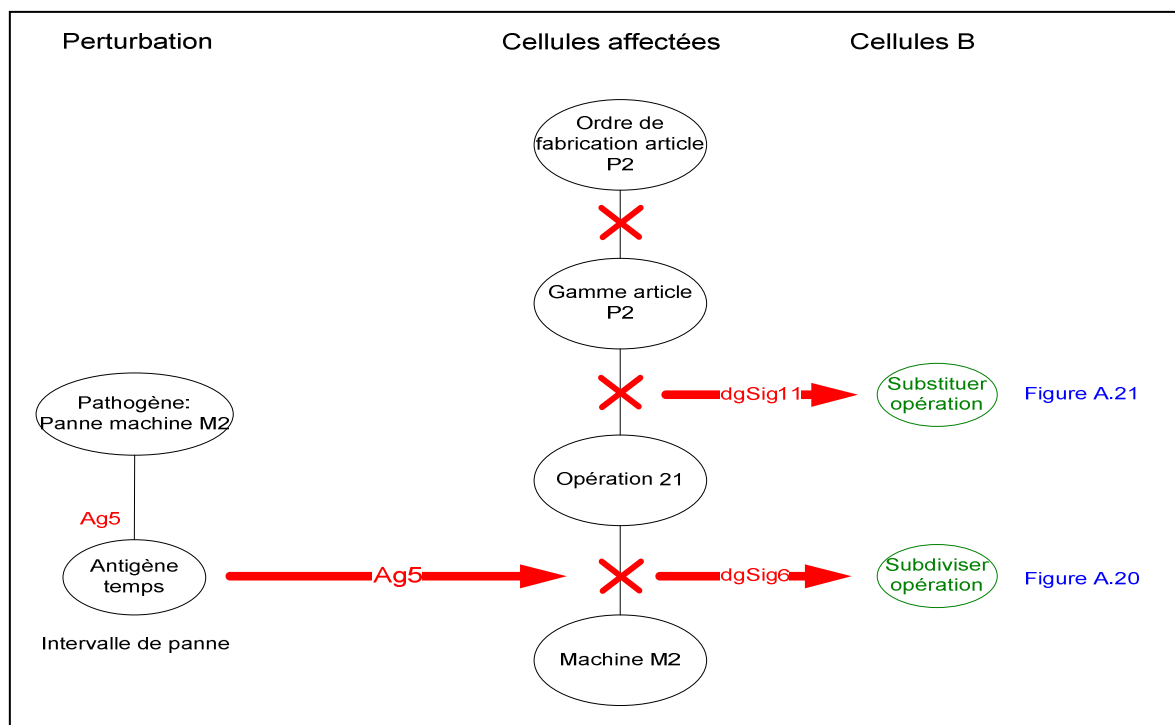 Perturbation
Cellules affectées
Cellules B
Ordre de
fabrication article
P2
Gamme article
P2
Pathogène:
Panne machine M2
dgSig11
Substituer
opération
Figure A.21
Opération 21
Ag5
Antigène
temps
Ag5
dgSig6
Subdiviser
opération
Figure A.20
Intervalle de panne
Machine M2